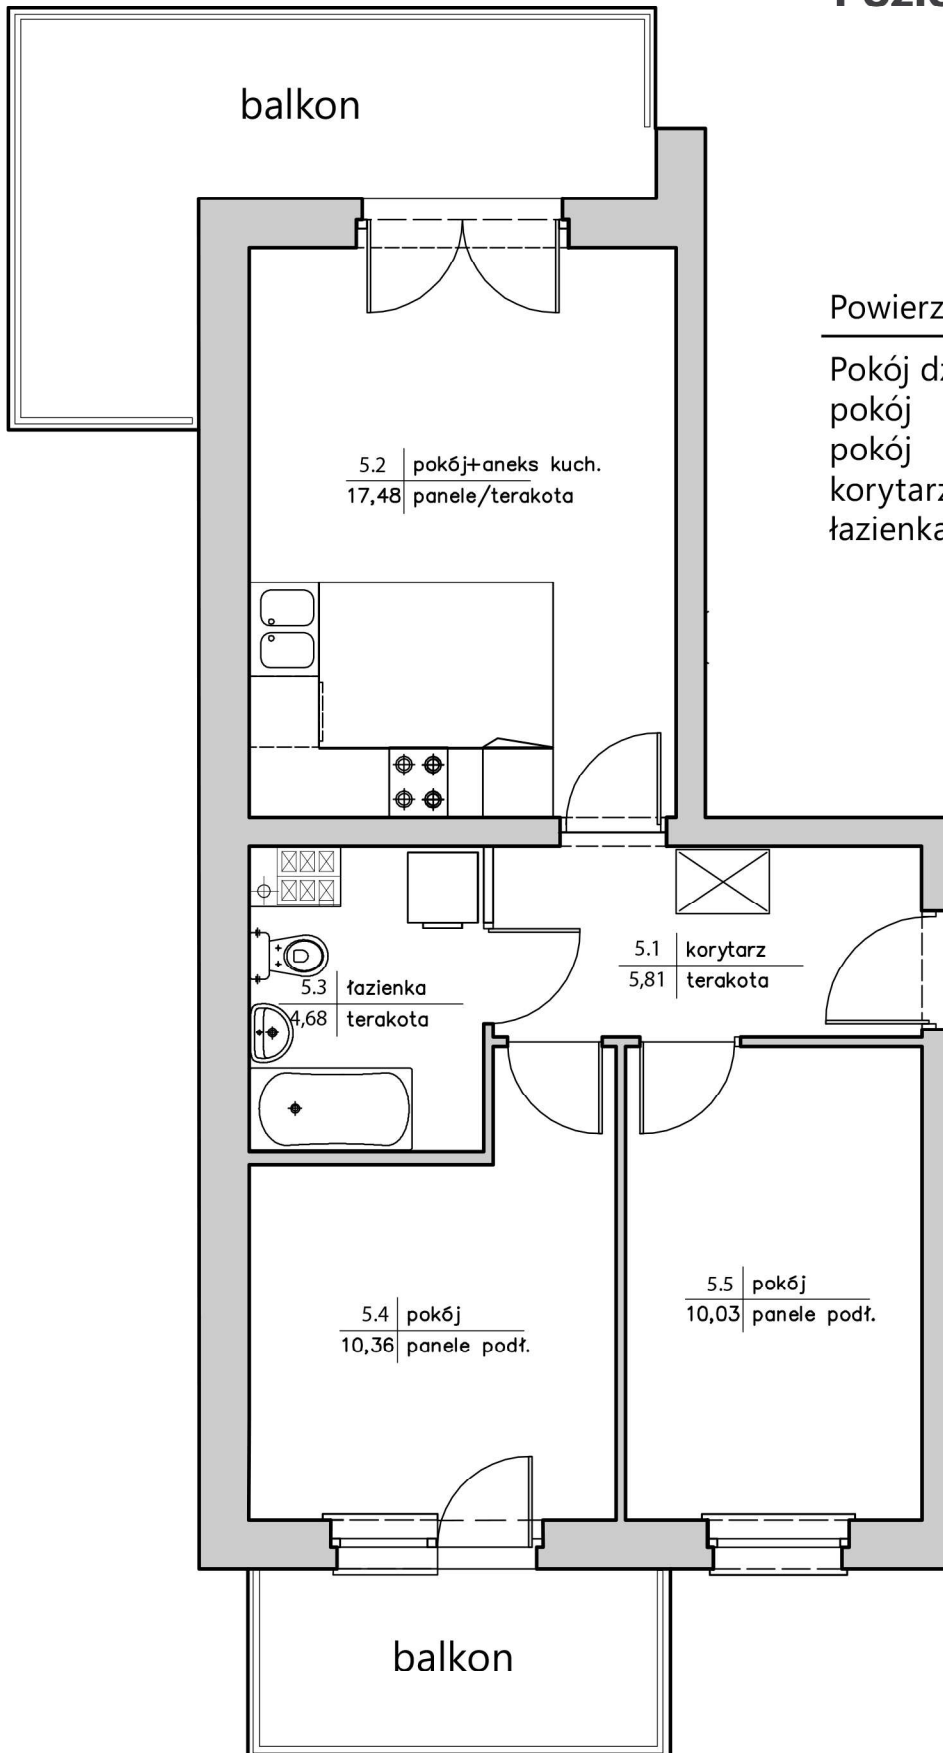 balkon
Powierz
Pokój dz
pokój
pokój
korytarz
łazienka
5.2 pokój+aneks kuch.
17,48 panele/terakota
5.1 korytarz
5,81 terakota
5.3 łazienka
4,68 terakota
5.5 pokój
10,03 panele podł.
5.4 pokój
10,36 panele podł.
balkon